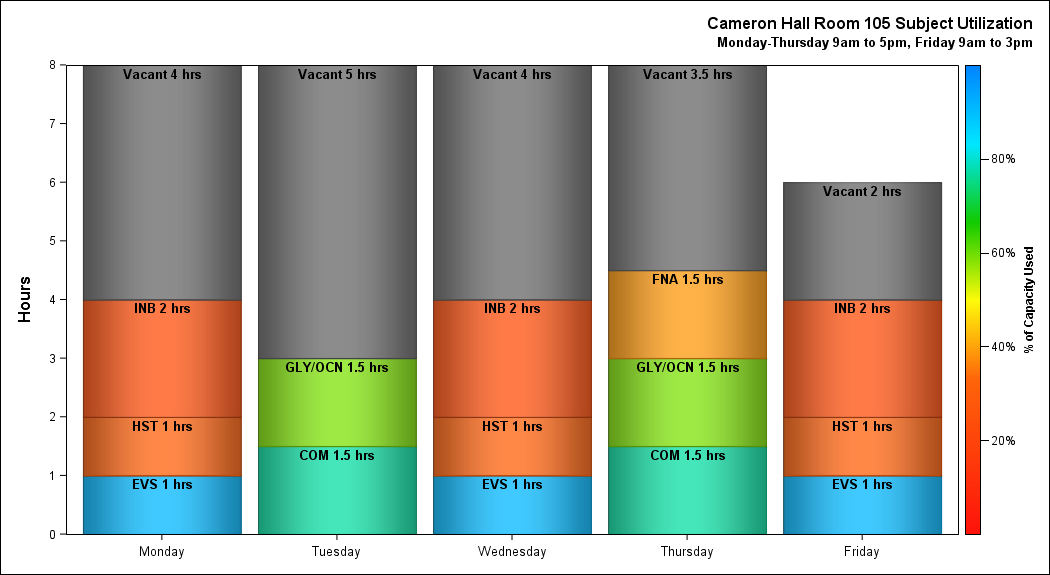 Cameron Hall Room 105 Subject Utilization
Monday-Thursday 9am to 5pm, Friday 9am to 3pm
8
7
6
5
4
3
2
1
0
Hours
Vacant 4 hrs
INB 2 hrs
HST 1 hrs
EVS 1 hrs
Vacant 5 hrs
GLY/OCN 1.5 hrs
COM 1.5 hrs
Vacant 4 hrs
INB 2 hrs
HST 1 hrs
EVS 1 hrs
Vacant 3.5 hrs
FNA 1.5 hrs
GLY/OCN 1.5 hrs
COM 1.5 hrs
Vacant 2 hrs
INB 2 hrs
HST 1 hrs
EVS 1 hrs
Monday
Tuesday
Wednesday
Thursday
Friday
80%
60%
40%
20%
% of Capacity Used